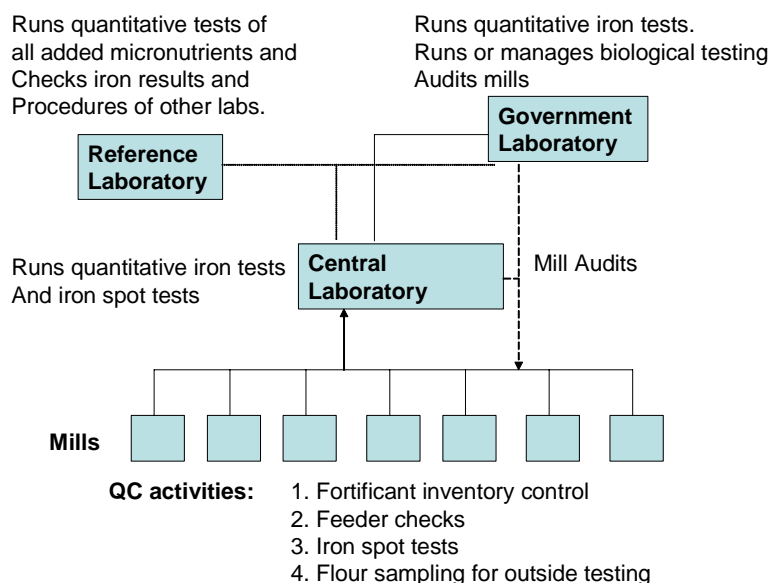 Runs quantitative tests of
all added micronutrients and
Checks iron results and
Procedures of other labs.
Runs quantitative iron tests.
Runs or manages biological testing
Audits mills
Reference
Laboratory
Government
Laboratory
Runs quantitative iron tests
And iron spot tests
Central
Laboratory
Mill Audits
Mills
QC activities:
1. Fortificant inventory control
2. Feeder checks
3. Iron spot tests
4. Flour sampling for outside testing